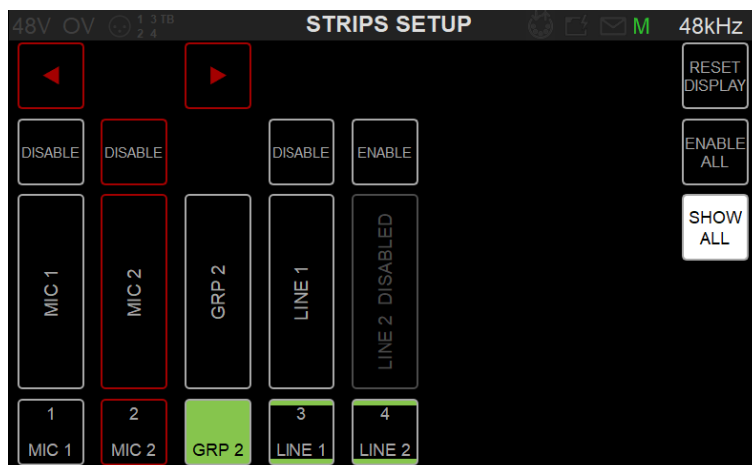 48V OV 1 3 TB STRIPS SETUP M 48kHz
2 4
RESET
DISPLAY
DISABLE DISABLE DISABLE ENABLE ENABLE
ALL
SHOW
ALL
MIC 1
MIC 2
GRP 2
LINE 1
LINE 2 DISABLED
1 2 3 4
MIC 1 MIC 2 GRP 2 LINE 1 LINE 2